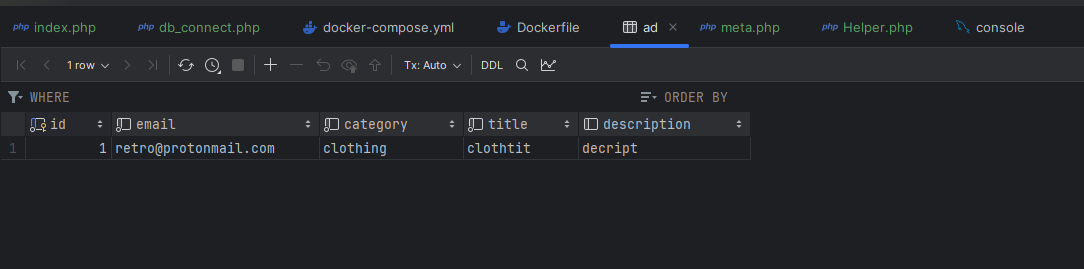 php index.php php db_connect.php docker-compose.yml Dockerfile ad php meta.php php Helper.php console
1 row Tx: Auto DDL
WHERE ORDER BY
id email category title description
1 1 retro@protonmail.com clothing clothtit decript